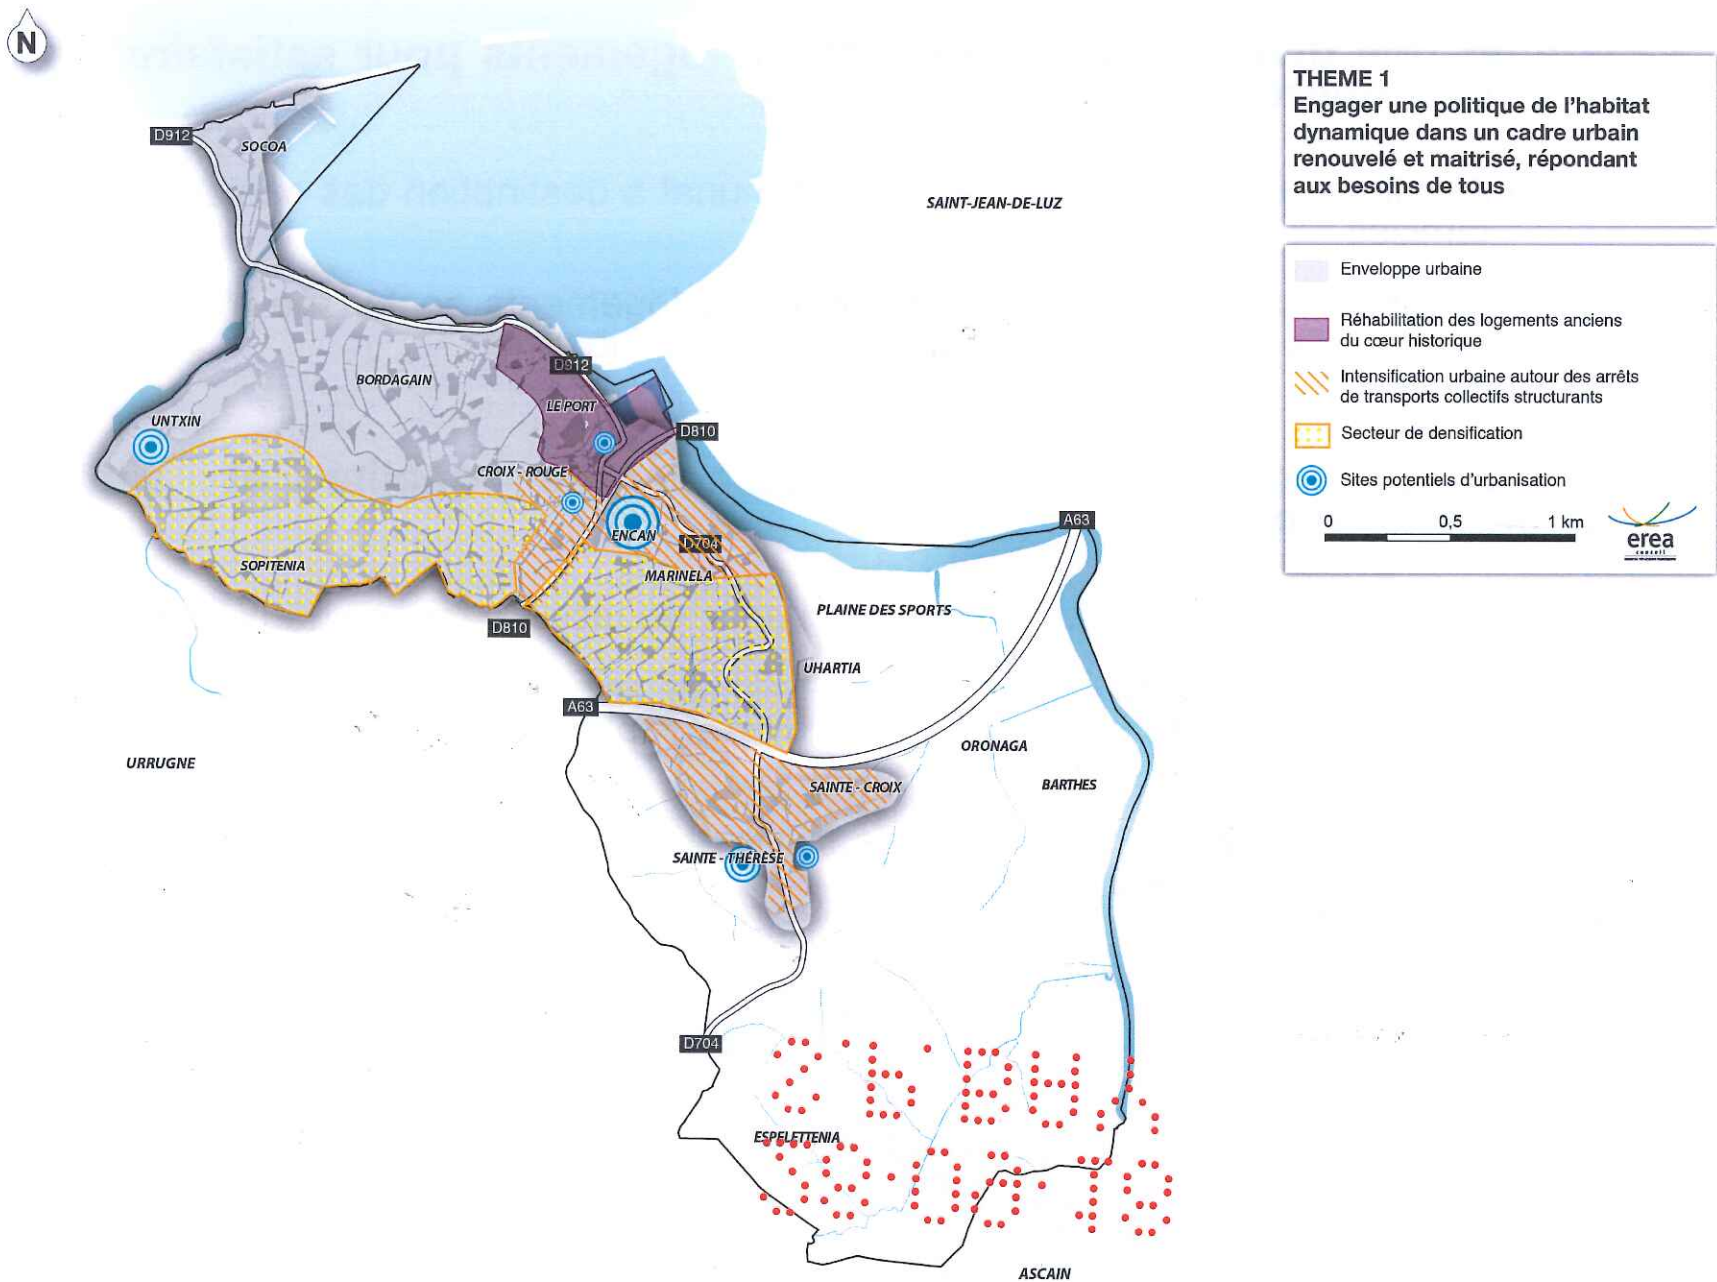 N
THEME 1
Engager une politique de l'habitat
dynamique dans un cadre urbain
renouvelé et maitrisé, répondant
aux besoins de tous
Enveloppe urbaine
Réhabilitation des logements anciens
du cœur historique
Intensification urbaine autour des arrêts
de transports collectifs structurants
Secteur de densification
Sites potentiels d'urbanisation
0 0,5 1 km
erea
conseil
D912
SOCOA
SAINT-JEAN-DE-LUZ
D912
BORDAGAIN
LE PORT
UNTXIN
D810
CROIX - ROUGE
A63
ENCAN
D704
SOPITENIA
MARINELA
PLAINE DES SPORTS
D810
UHARTIA
A63
ORONAGA
URRUGNE
SAINTE - CROIX
BARTHES
SAINTE - THÉRÈSE
D704
ESPELETTENIA
ASCAIN